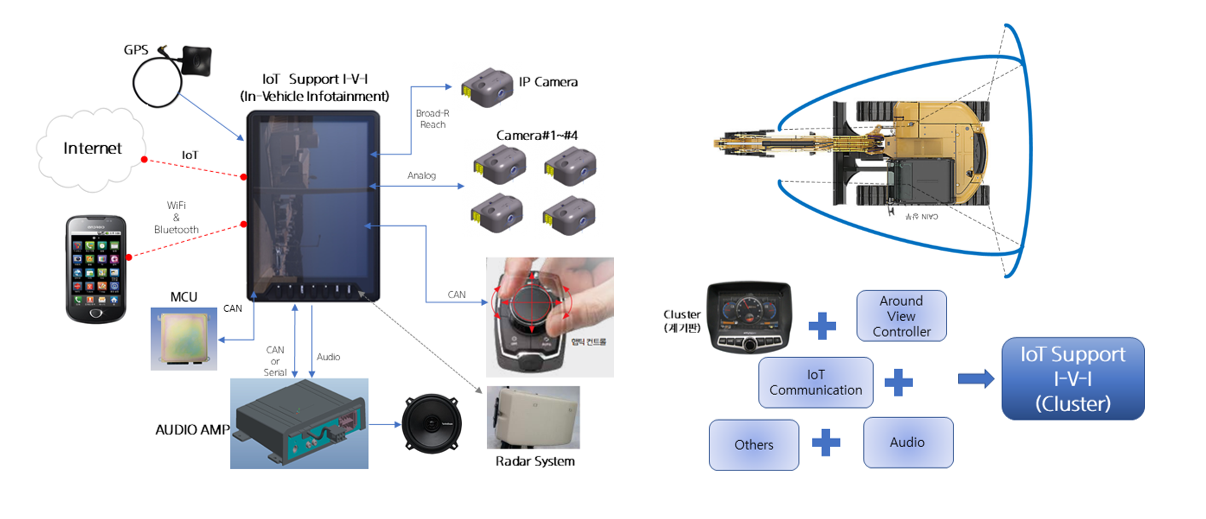 GPS
IoT Support I-V-I
(In-Vehicle Infotainment)
IP Camera
Broad-R
Reach
Internet
IoT
Camera#1~#4
Analog
WiFi
&
Bluetooth
MCU
CAN
CAN
햅틱 컨트롤
CAN
or
Serial
Audio
AUDIO AMP
Radar System
CAIN 상부
Cluster
(계기판)
Around
View
Controller
IoT
Communication
Others
Audio
IoT Support
I-V-I
(Cluster)